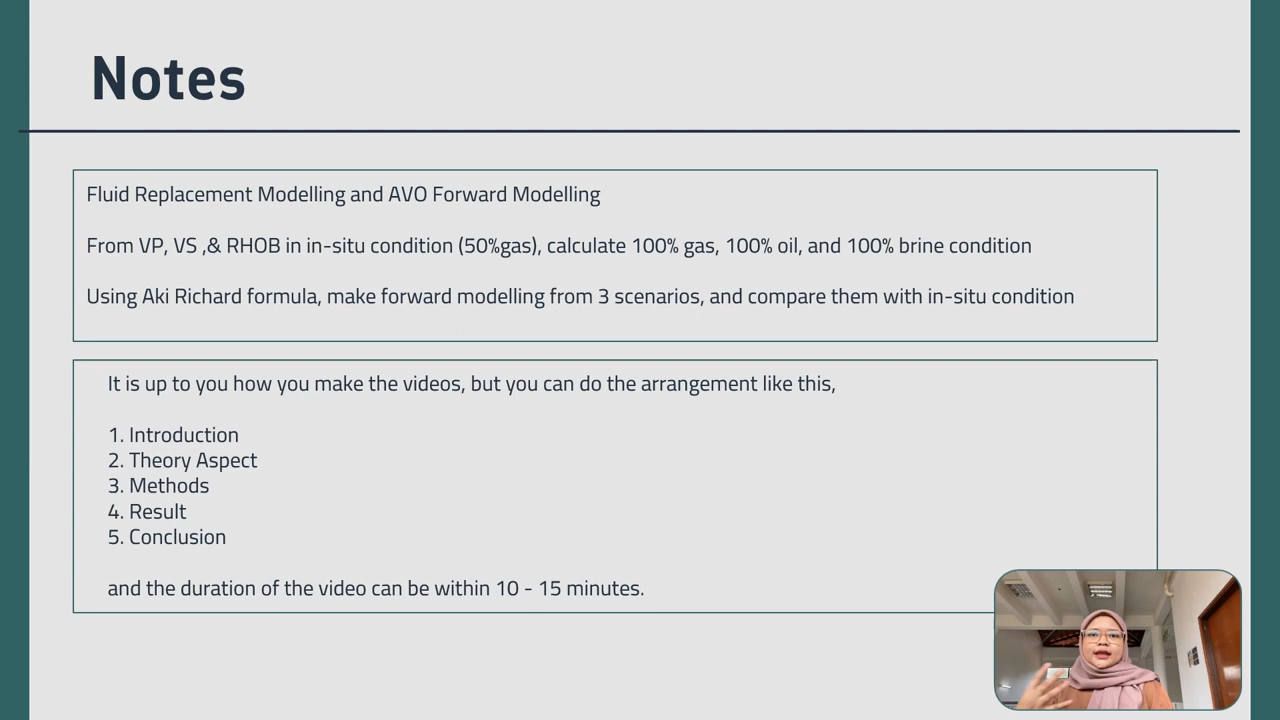 Notes
Fluid Replacement Modelling and AVO Forward Modelling
From VP, VS ,& RHOB in in-situ condition (50%gas), calculate 100% gas, 100% oil, and 100% brine condition
Using Aki Richard formula, make forward modelling from 3 scenarios, and compare them with in-situ condition
It is up to you how you make the videos, but you can do the arrangement like this,
1. Introduction
2. Theory Aspect
3. Methods
4. Result
5. Conclusion
and the duration of the video can be within 10 - 15 minutes.